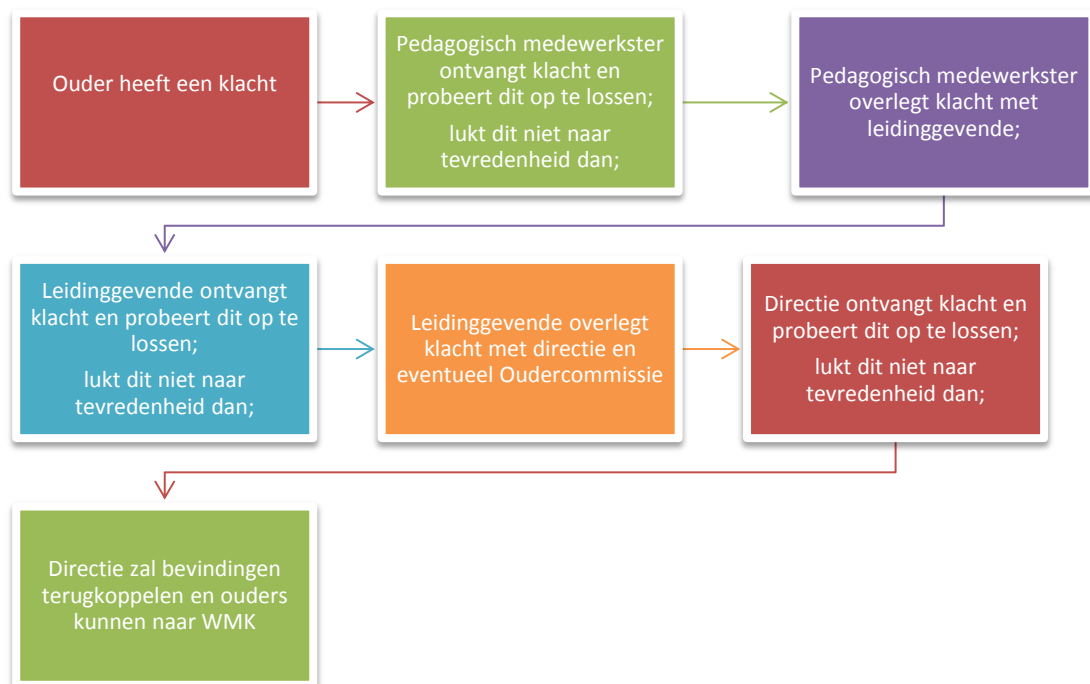 Ouder heeft een klacht
Pedagogisch medewerkster
ontvangt klacht en
probeert dit op te lossen;
lukt dit niet naar
tevredenheid dan;
Pedagogisch medewerkster
overlegt klacht met
leidinggevende;
Leidinggevende ontvangt
klacht en probeert dit op te
lossen;
lukt dit niet naar
tevredenheid dan;
Leidinggevende overlegt
klacht met directie en
eventueel Oudercommissie
Directie ontvangt klacht en
probeert dit op te lossen;
lukt dit niet naar
tevredenheid dan;
Directie zal bevindingen
terugkoppelen en ouders
kunnen naar WMK